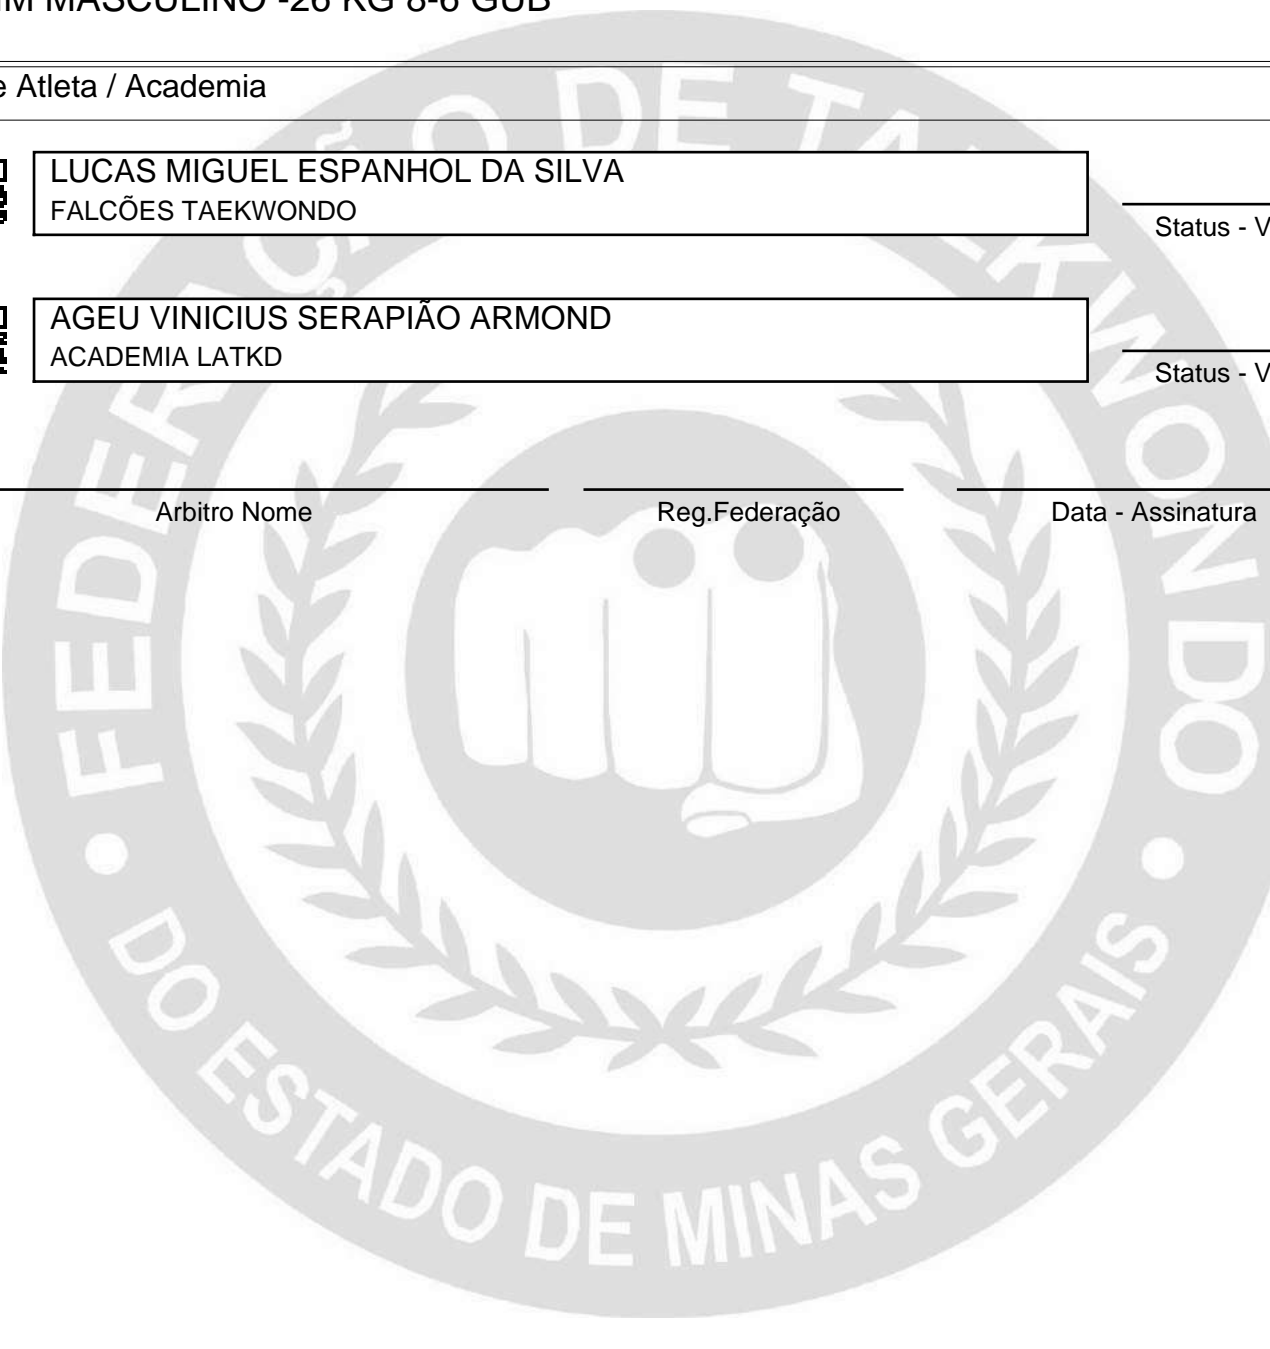 MASCULINO -26 KG 8-6 GUB
Atleta / Academia
LUCAS MIGUEL ESPANHOL DA SILVA
FALCÕES TAEKWONDO
Status - V
AGEU VINICIUS SERAPIÃO ARMOND
ACADEMIA LATKD
Status - V
Arbitro Nome
Reg.Federação
Data - Assinatura
FEDERAÇÃO DE TAEKWONDO
DO ESTADO DE MINAS GERAIS